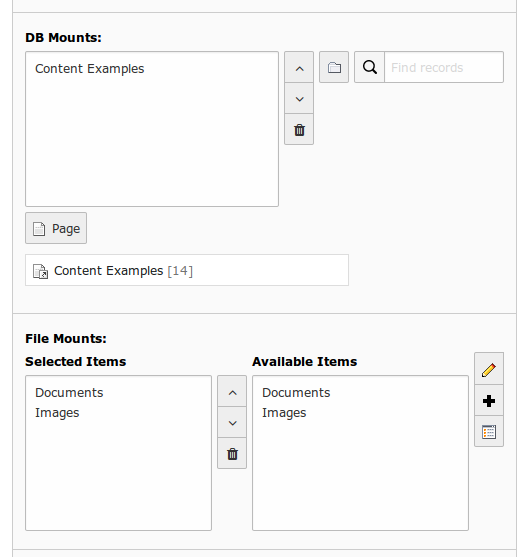 DB Mounts:
Content Examples
Find records
Page
Content Examples [14]
File Mounts:
Selected Items
Available Items
Documents
Images
Documents
Images